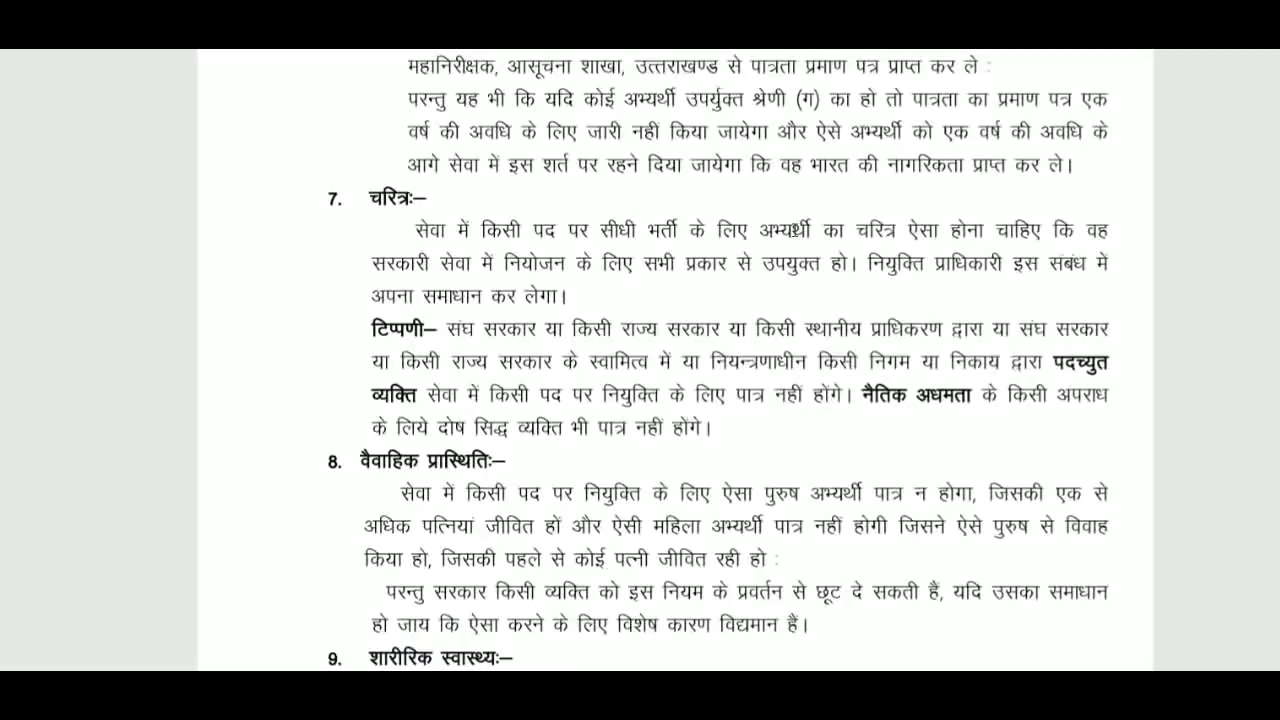 महानिरीक्षक, आसूचना शाखा, उत्तराखण्ड से पात्रता प्रमाण पत्र प्राप्त कर ले :
परन्तु यह भी कि यदि कोई अभ्यर्थी उपर्युक्त श्रेणी (ग) का हो तो पात्रता का प्रमाण पत्र एक
वर्ष की अवधि के लिए जारी नहीं किया जायेगा और ऐसे अभ्यर्थी को एक वर्ष की अवधि के
आगे सेवा में इस शर्त पर रहने दिया जायेगा कि वह भारत की नागरिकता प्राप्त कर ले।
7. चरित्रः–
सेवा में किसी पद पर सीधी भर्ती के लिए अभ्यर्थी का चरित्र ऐसा होना चाहिए कि वह
सरकारी सेवा में नियोजन के लिए सभी प्रकार से उपयुक्त हो। नियुक्ति प्राधिकारी इस संबंध में
अपना समाधान कर लेगा।
टिप्पणी– संघ सरकार या किसी राज्य सरकार या किसी स्थानीय प्राधिकरण द्वारा या संघ सरकार
या किसी राज्य सरकार के स्वामित्व में या नियन्त्रणाधीन किसी निगम या निकाय द्वारा पदच्युत
व्यक्ति सेवा में किसी पद पर नियुक्ति के लिए पात्र नहीं होंगे। नैतिक अधमता के किसी अपराध
के लिये दोष सिद्ध व्यक्ति भी पात्र नहीं होंगे।
8. वैवाहिक प्रास्थितिः–
सेवा में किसी पद पर नियुक्ति के लिए ऐसा पुरुष अभ्यर्थी पात्र न होगा, जिसकी एक से
अधिक पत्नियां जीवित हों और ऐसी महिला अभ्यर्थी पात्र नहीं होगी जिसने ऐसे पुरुष से विवाह
किया हो, जिसकी पहले से कोई पत्नी जीवित रही हो :
परन्तु सरकार किसी व्यक्ति को इस नियम के प्रवर्तन से छूट दे सकती हैं, यदि उसका समाधान
हो जाय कि ऐसा करने के लिए विशेष कारण विद्यमान हैं।
9. शारीरिक स्वास्थ्यः–